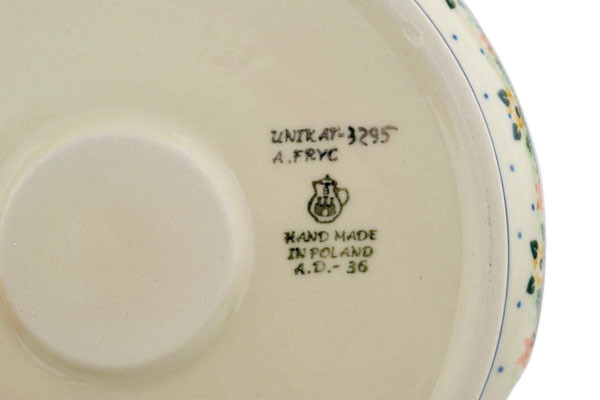 UNIKAT-3295
A.FRYC
HAND MADE
IN POLAND
A.D.- 36